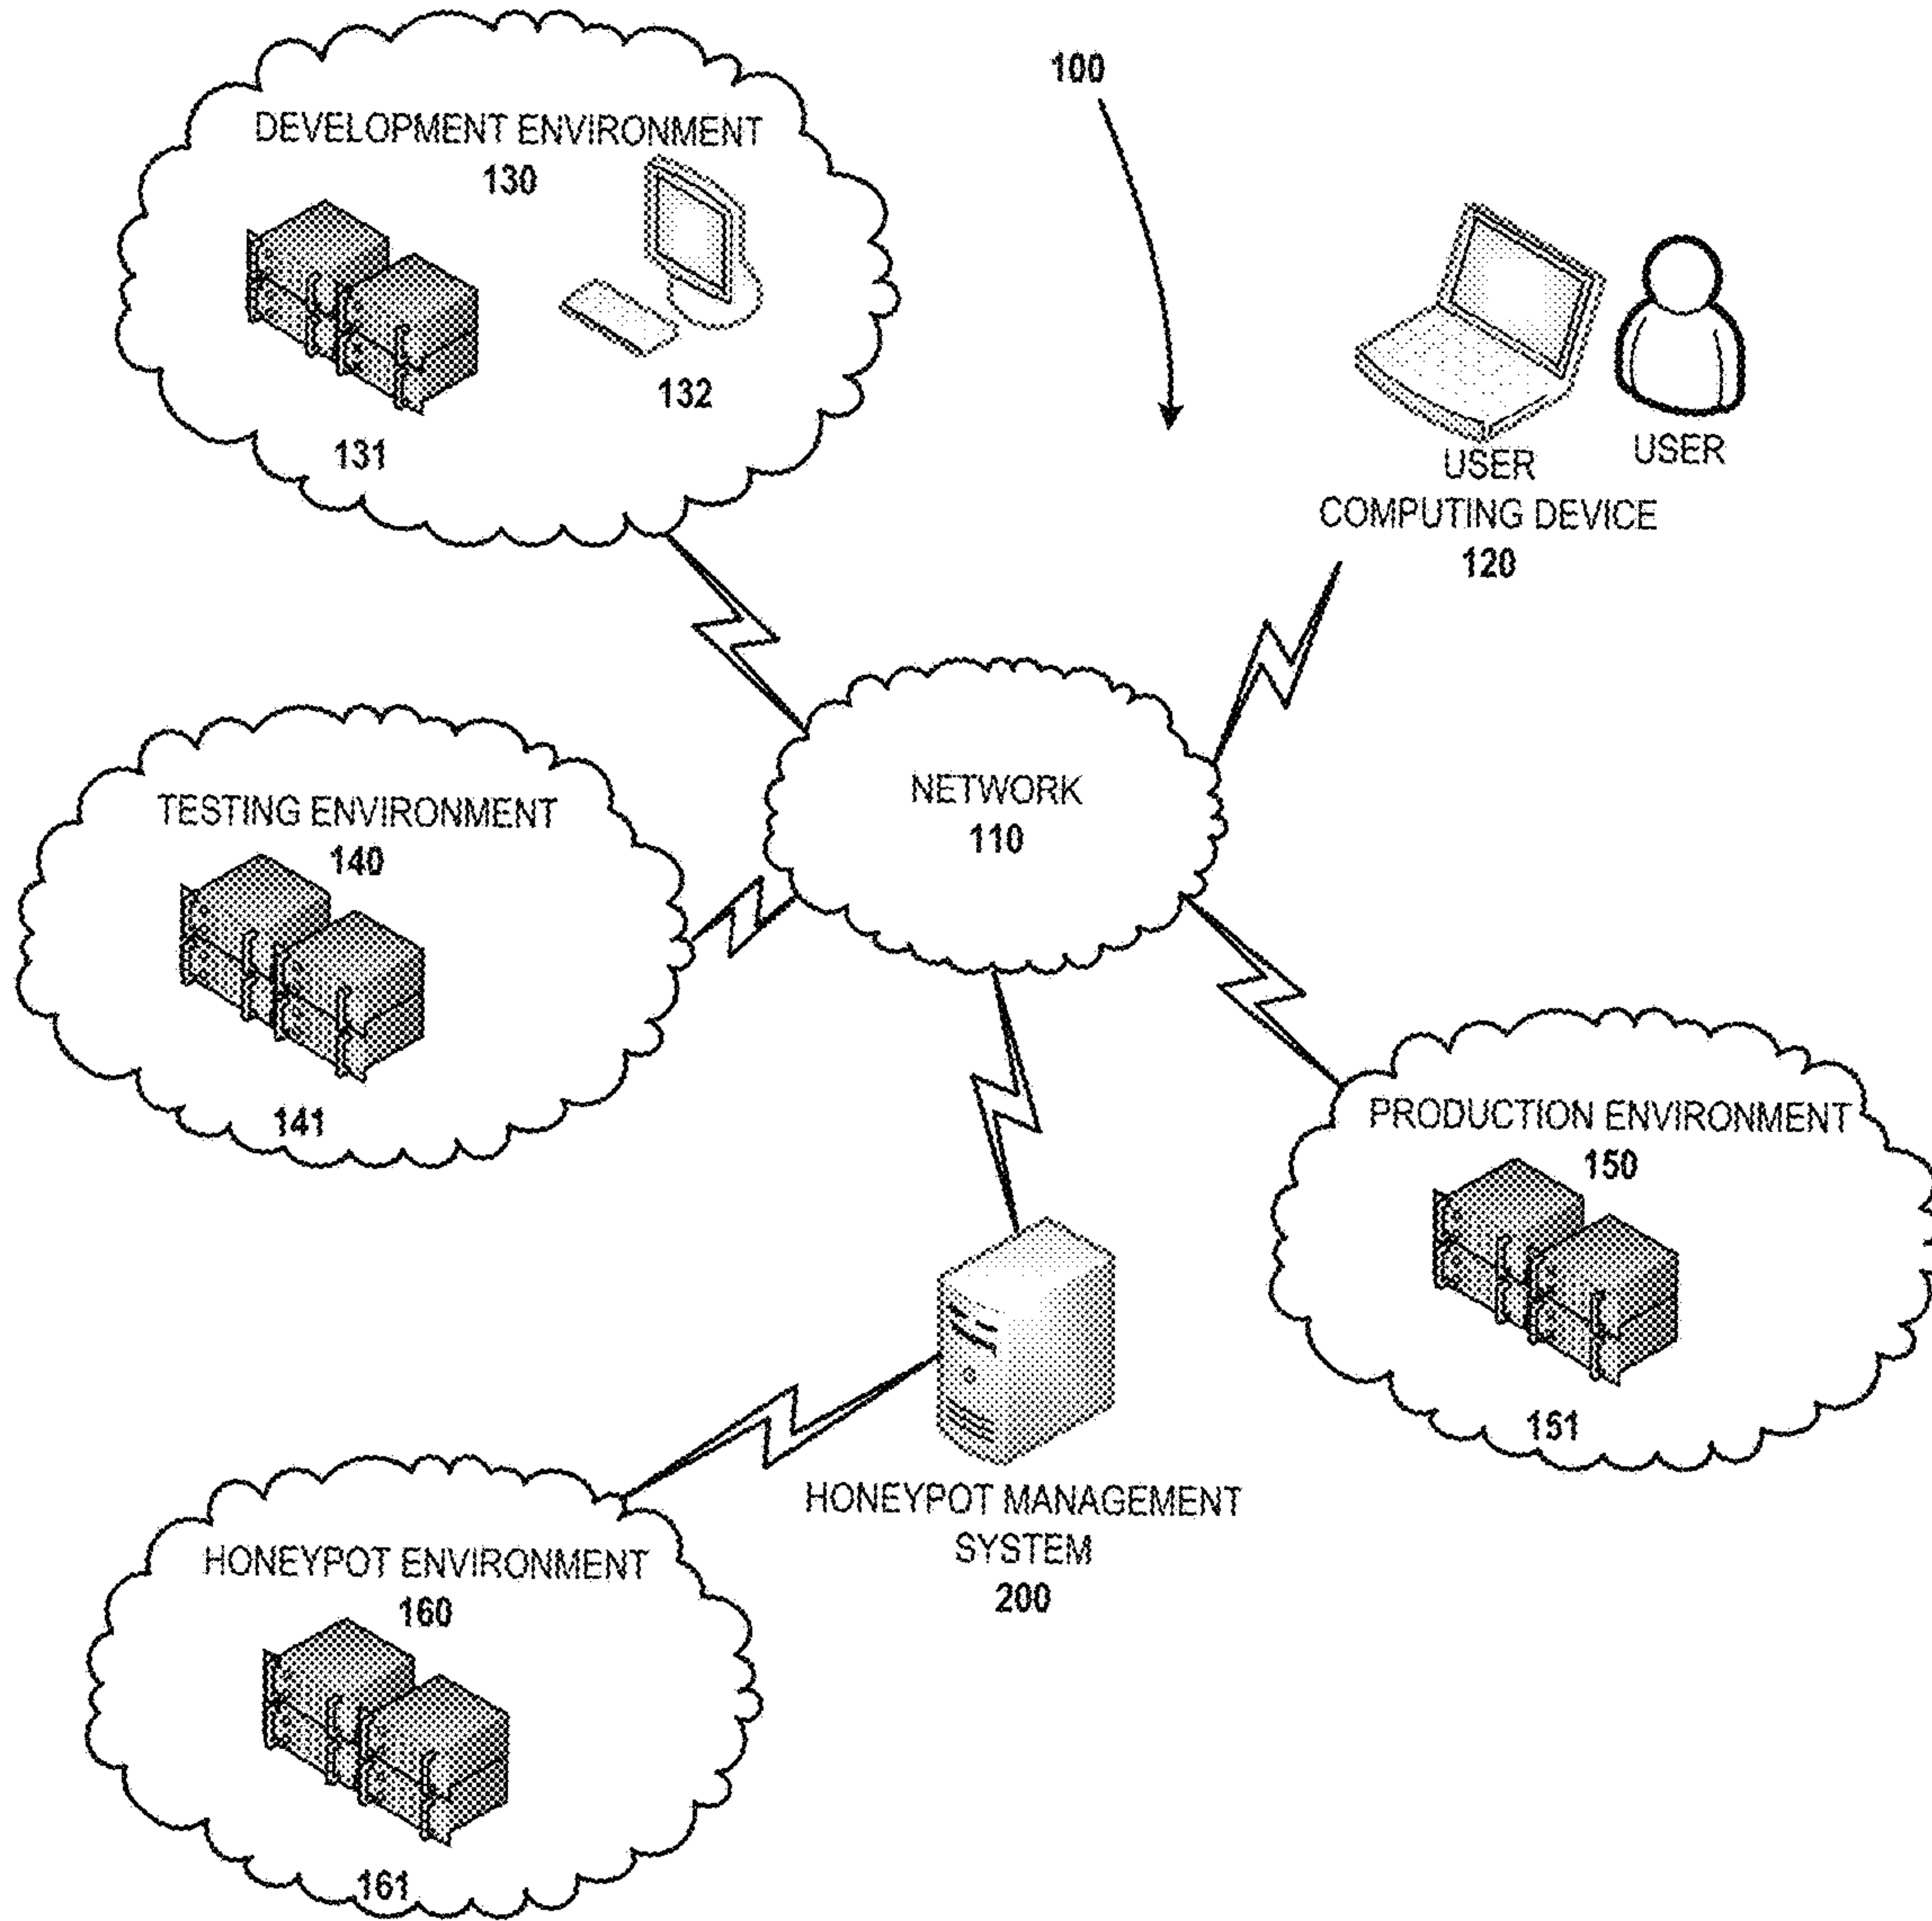 100
DEVELOPMENT ENVIRONMENT
130
132
131
USER
COMPUTING DEVICE
120
USER
NETWORK
110
TESTING ENVIRONMENT
140
141
PRODUCTION ENVIRONMENT
150
151
HONEYPOT MANAGEMENT
SYSTEM
200
HONEYPOT ENVIRONMENT
160
161